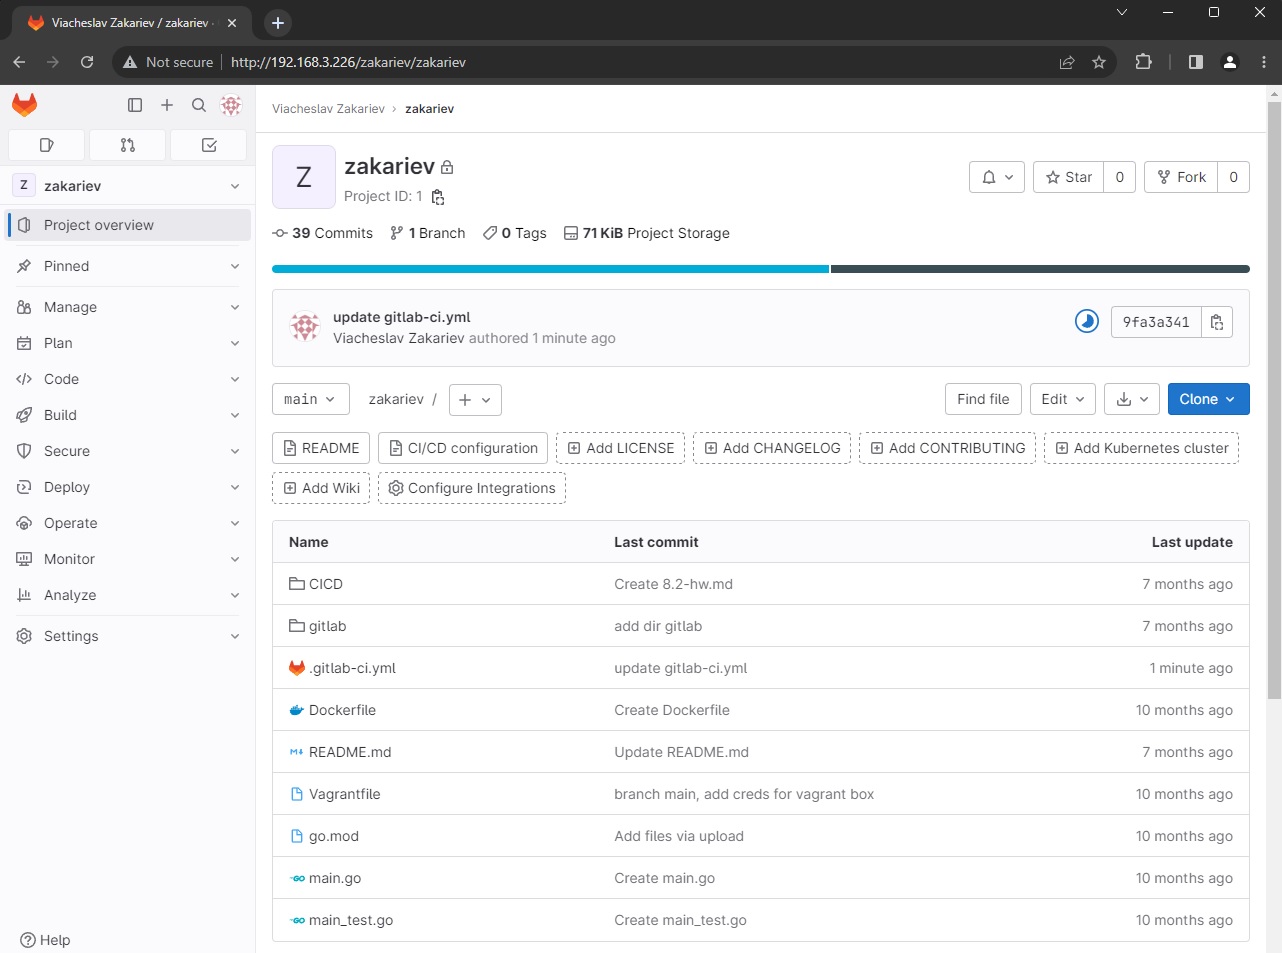 Viacheslav Zakariev / zakariev ·
Not secure http://192.168.3.226/zakariev/zakariev
Viacheslav Zakariev › zakariev
Z zakariev
Project overview
Pinned
Manage
Plan
Code
Build
Secure
Deploy
Operate
Monitor
Analyze
Settings
Help
Z
zakariev
Project ID: 1
Star 0
Fork 0
39 Commits 1 Branch 0 Tags 71 KiB Project Storage
update gitlab-ci.yml
Viacheslav Zakariev authored 1 minute ago
9fa3a341
main zakariev / +
Find file Edit Clone
README CI/CD configuration Add LICENSE Add CHANGELOG Add CONTRIBUTING Add Kubernetes cluster
Add Wiki Configure Integrations
Name Last commit Last update
CICD Create 8.2-hw.md 7 months ago
gitlab add dir gitlab 7 months ago
.gitlab-ci.yml update gitlab-ci.yml 1 minute ago
Dockerfile Create Dockerfile 10 months ago
README.md Update README.md 7 months ago
Vagrantfile branch main, add creds for vagrant box 10 months ago
go.mod Add files via upload 10 months ago
main.go Create main.go 10 months ago
main_test.go Create main_test.go 10 months ago